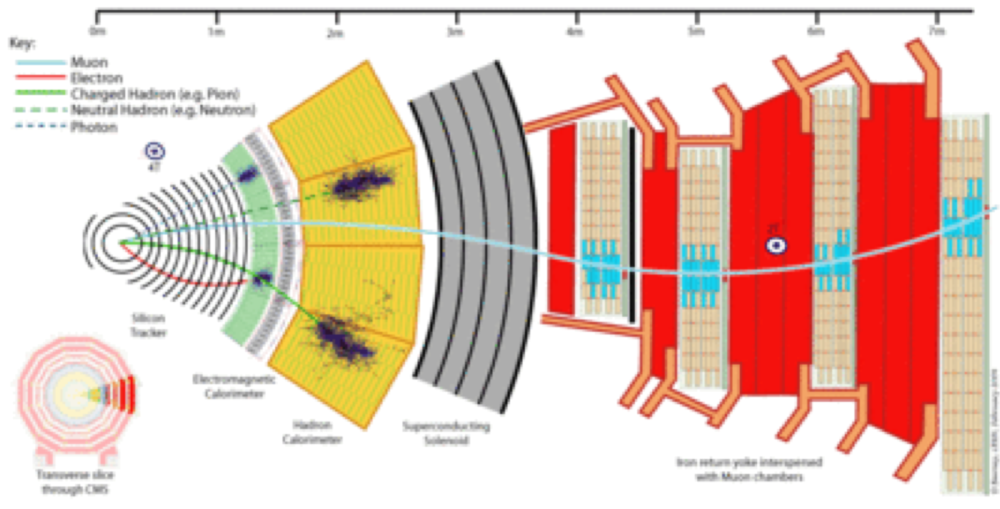 0m 1m 2m 3m 4m 5m 6m 7m
Key:
Muon
Electron
Charged Hadron (e.g. Pion)
Neutral Hadron (e.g. Neutron)
Photon
4T
2T
Silicon
Tracker
Electromagnetic
Calorimeter
Hadron
Calorimeter
Superconducting
Solenoid
Iron return yoke interspersed
with Muon chambers
Transverse slice
through CMS